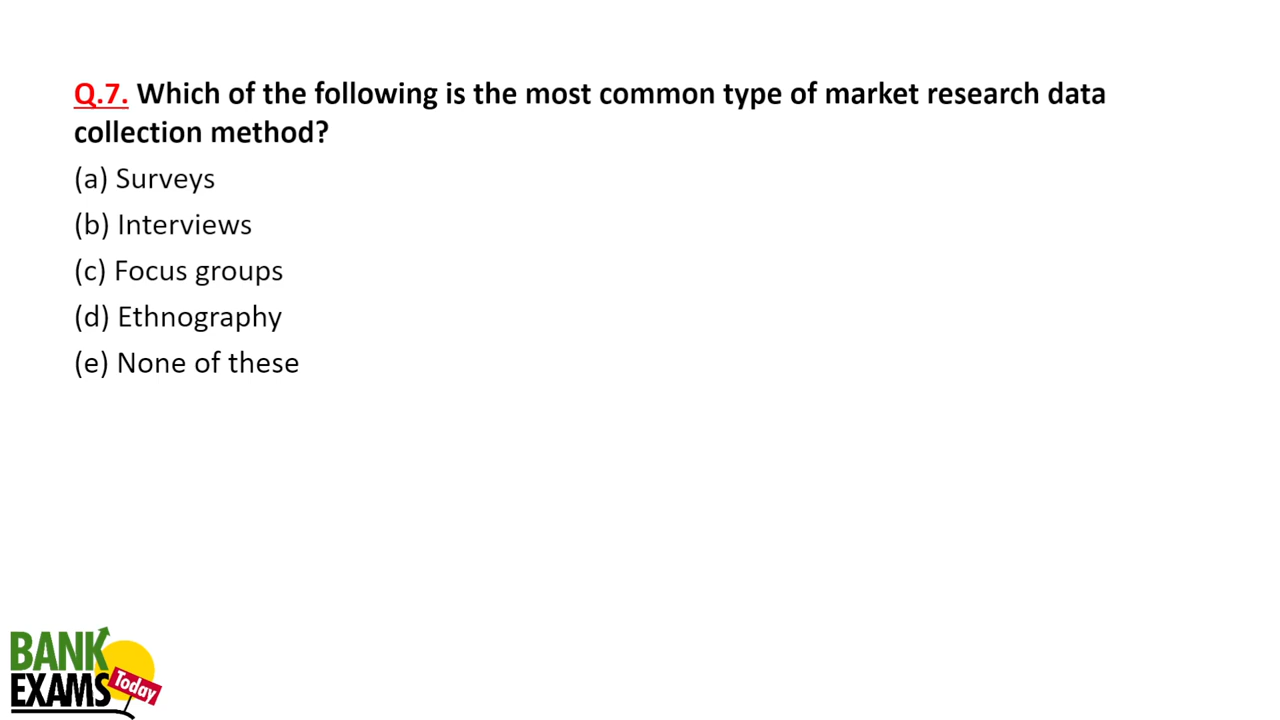 Q.7. Which of the following is the most common type of market research data
collection method?
(a) Surveys
(b) Interviews
(c) Focus groups
(d) Ethnography
(e) None of these
BANK
EXAMS
Today